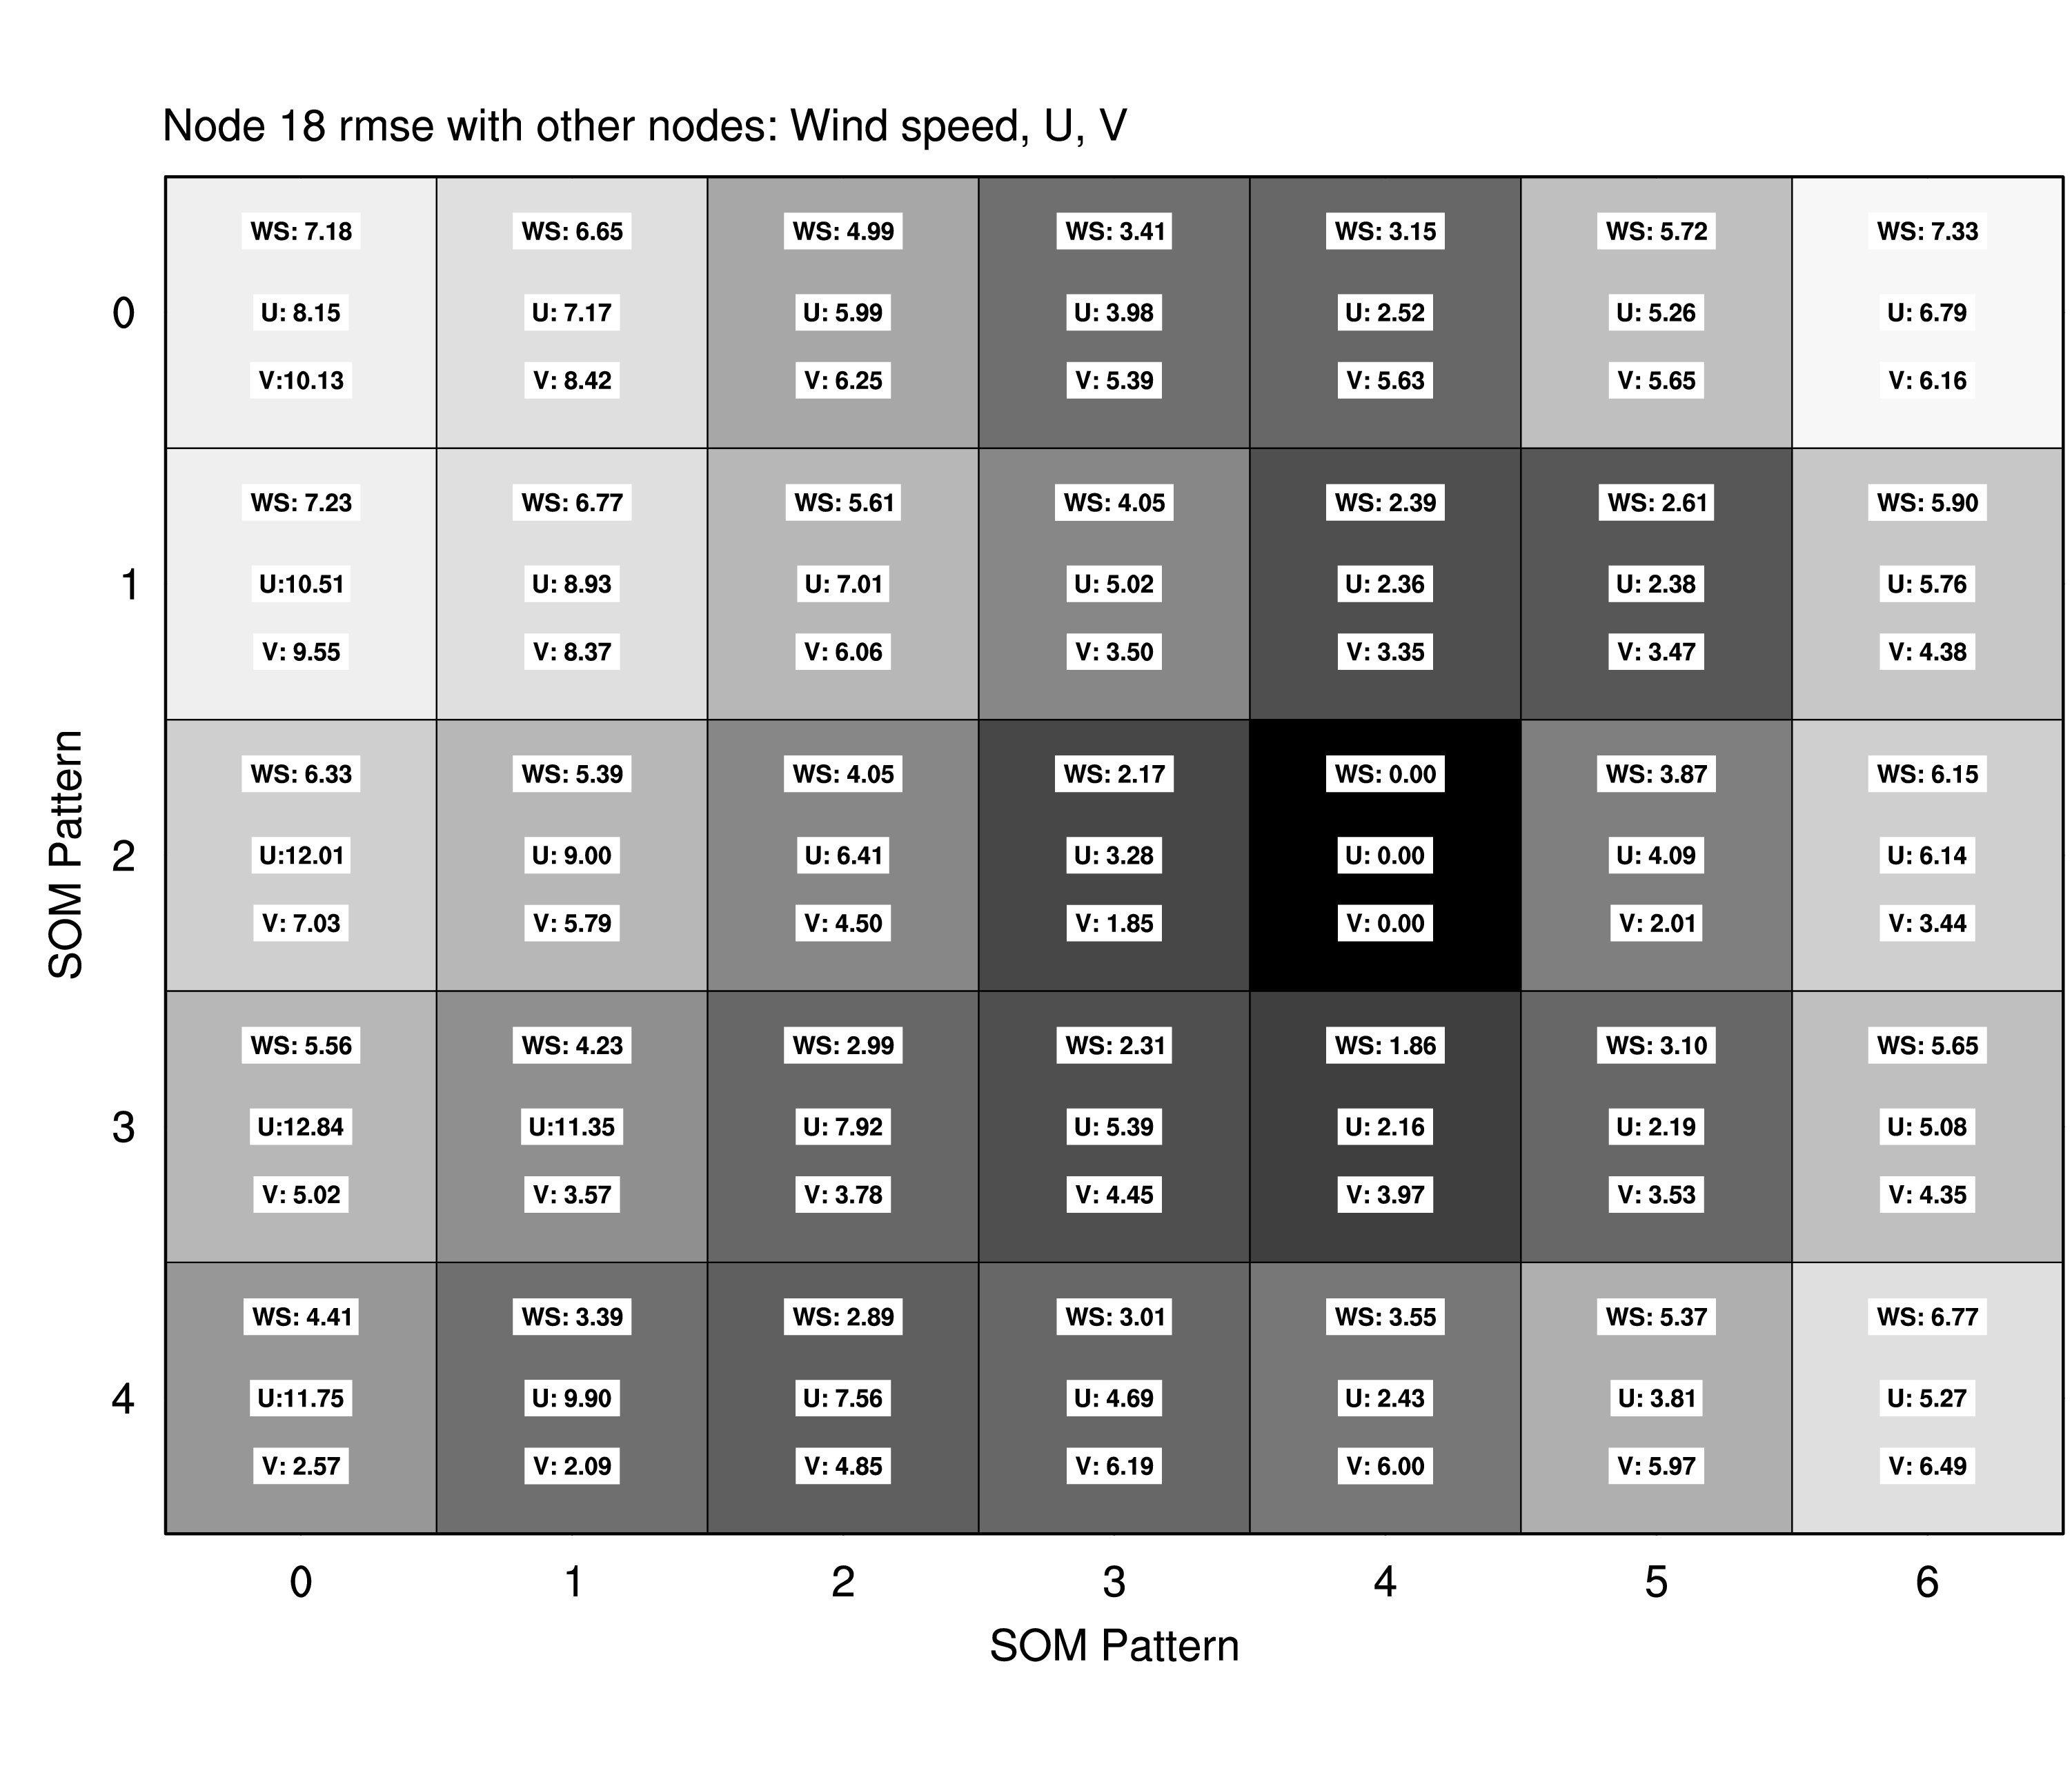 Node 18 rmse with other nodes: Wind speed, U, V
WS: 7.18 WS: 6.65 WS: 4.99 WS: 3.41 WS: 3.15 WS: 5.72 WS: 7.33
0 U: 8.15 U: 7.17 U: 5.99 U: 3.98 U: 2.52 U: 5.26 U: 6.79
V:10.13 V: 8.42 V: 6.25 V: 5.39 V: 5.63 V: 5.65 V: 6.16
WS: 7.23 WS: 6.77 WS: 5.61 WS: 4.05 WS: 2.39 WS: 2.61 WS: 5.90
1 U:10.51 U: 8.93 U: 7.01 U: 5.02 U: 2.36 U: 2.38 U: 5.76
V: 9.55 V: 8.37 V: 6.06 V: 3.50 V: 3.35 V: 3.47 V: 4.38
SOM Pattern
WS: 6.33 WS: 5.39 WS: 4.05 WS: 2.17 WS: 0.00 WS: 3.87 WS: 6.15
2 U:12.01 U: 9.00 U: 6.41 U: 3.28 U: 0.00 U: 4.09 U: 6.14
V: 7.03 V: 5.79 V: 4.50 V: 1.85 V: 0.00 V: 2.01 V: 3.44
WS: 5.56 WS: 4.23 WS: 2.99 WS: 2.31 WS: 1.86 WS: 3.10 WS: 5.65
3 U:12.84 U:11.35 U: 7.92 U: 5.39 U: 2.16 U: 2.19 U: 5.08
V: 5.02 V: 3.57 V: 3.78 V: 4.45 V: 3.97 V: 3.53 V: 4.35
WS: 4.41 WS: 3.39 WS: 2.89 WS: 3.01 WS: 3.55 WS: 5.37 WS: 6.77
4 U:11.75 U: 9.90 U: 7.56 U: 4.69 U: 2.43 U: 3.81 U: 5.27
V: 2.57 V: 2.09 V: 4.85 V: 6.19 V: 6.00 V: 5.97 V: 6.49
0 1 2 3 4 5 6
SOM Pattern